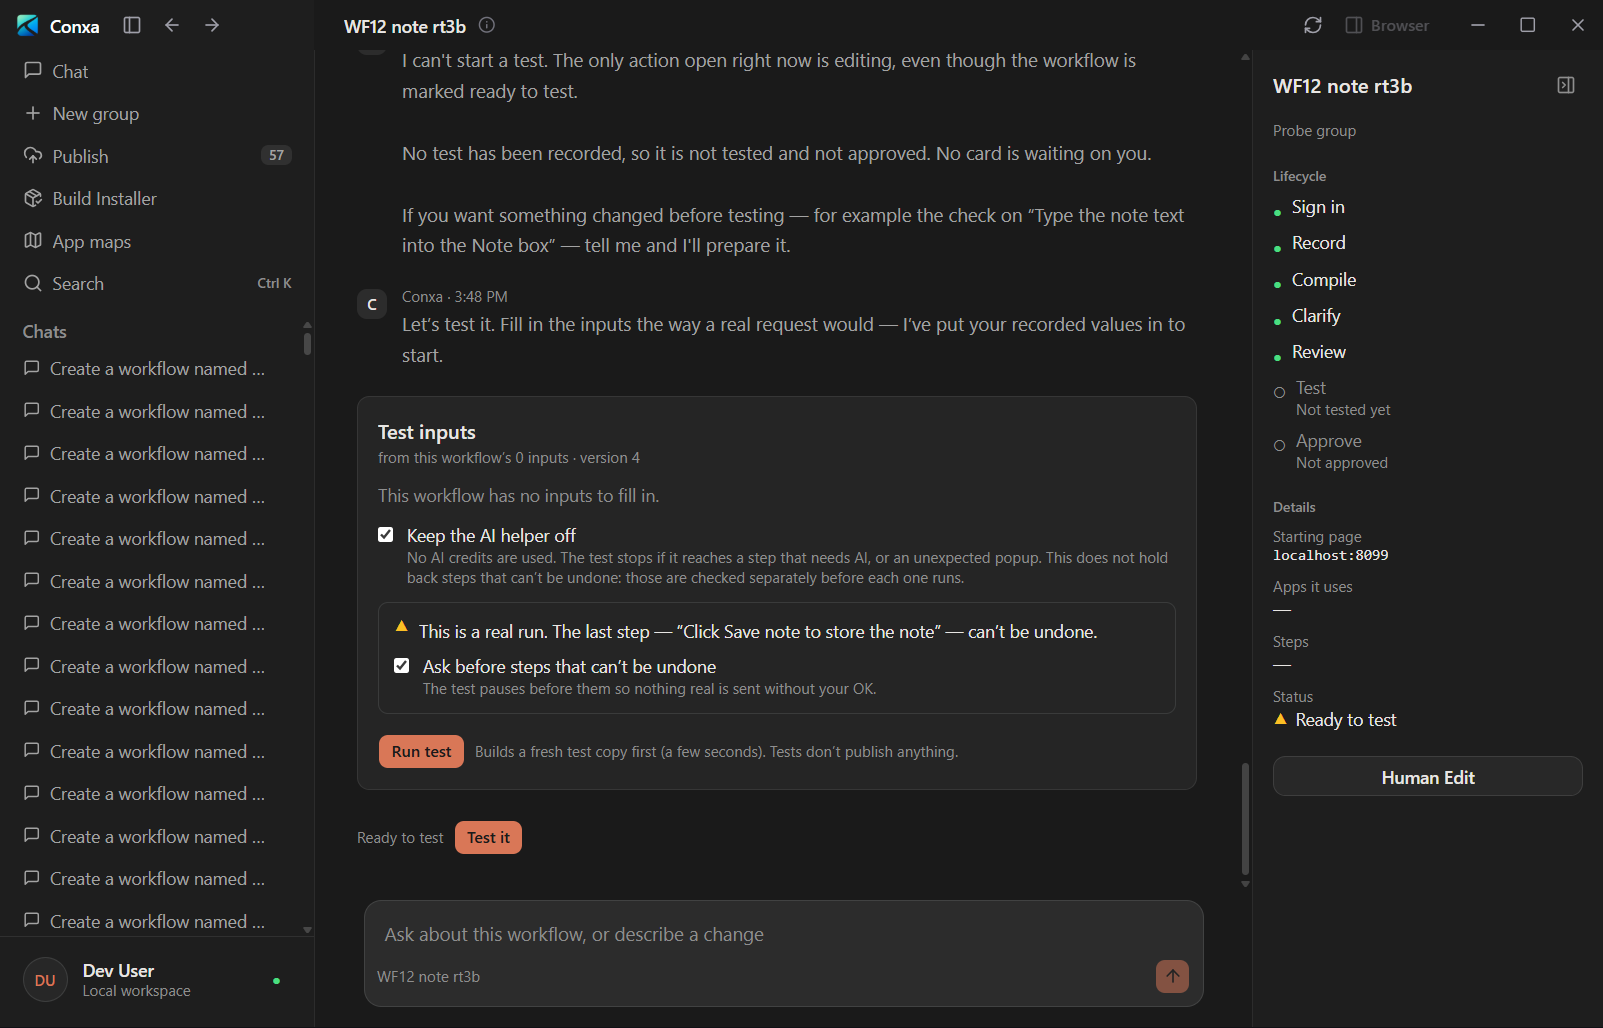 Conxa
WF12 note rt3b
Browser
Chat
New group
Publish
57
Build Installer
App maps
Search
Ctrl K
Chats
Create a workflow named ...
Create a workflow named ...
Create a workflow named ...
Create a workflow named ...
Create a workflow named ...
Create a workflow named ...
Create a workflow named ...
Create a workflow named ...
Create a workflow named ...
Create a workflow named ...
Create a workflow named ...
Create a workflow named ...
Create a workflow named ...
Create a workflow named ...
DU
Dev User
Local workspace
I can't start a test. The only action open right now is editing, even though the workflow is
marked ready to test.
No test has been recorded, so it is not tested and not approved. No card is waiting on you.
If you want something changed before testing — for example the check on “Type the note text
into the Note box” — tell me and I'll prepare it.
C
Conxa · 3:48 PM
Let’s test it. Fill in the inputs the way a real request would — I’ve put your recorded values in to
start.
Test inputs
from this workflow’s 0 inputs · version 4
This workflow has no inputs to fill in.
Keep the AI helper off
No AI credits are used. The test stops if it reaches a step that needs AI, or an unexpected popup. This does not hold
back steps that can’t be undone: those are checked separately before each one runs.
This is a real run. The last step — “Click Save note to store the note” — can’t be undone.
Ask before steps that can’t be undone
The test pauses before them so nothing real is sent without your OK.
Run test
Builds a fresh test copy first (a few seconds). Tests don’t publish anything.
Ready to test
Test it
Ask about this workflow, or describe a change
WF12 note rt3b
WF12 note rt3b
Probe group
Lifecycle
Sign in
Record
Compile
Clarify
Review
Test
Not tested yet
Approve
Not approved
Details
Starting page
localhost:8099
Apps it uses
—
Steps
—
Status
Ready to test
Human Edit